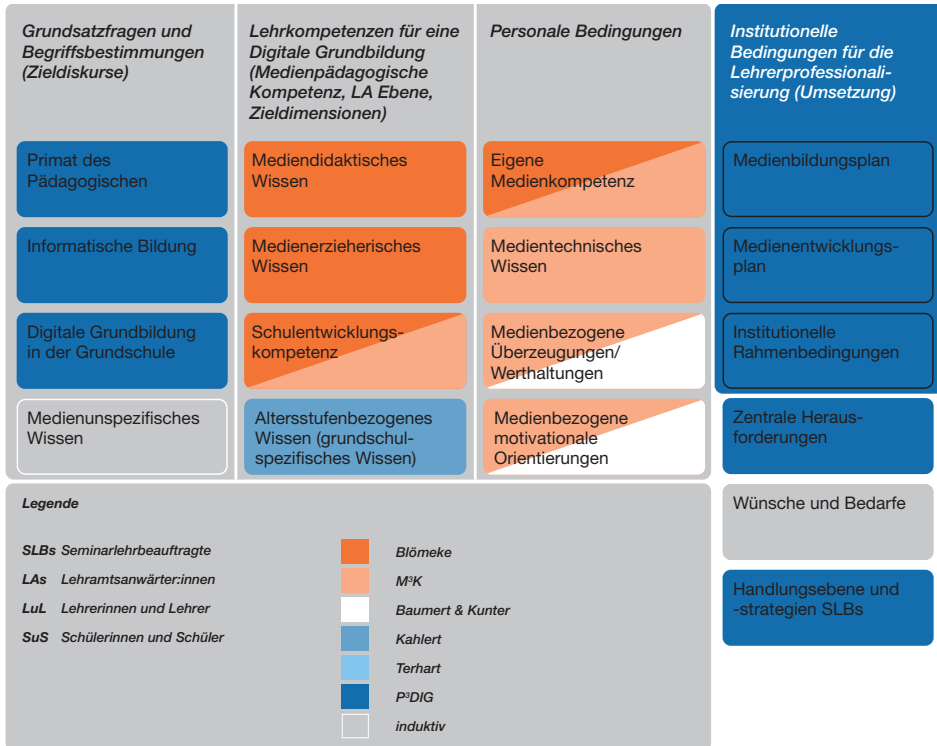 Grundsatzfragen und
Begriffsbestimmungen
(Zieldiskurse)
Primat des
Pädagogischen
Informatische Bildung
Digitale Grundbildung
in der Grundschule
Medienunspezifisches
Wissen
Lehrkompetenzen für eine
Digitale Grundbildung
(Medienpädagogische
Kompetenz, LA Ebene,
Zieldimensionen)
Mediendidaktisches
Wissen
Medienerzieherisches
Wissen
Schulentwicklungs-
kompetenz
Altersstufenbezogenes
Wissen (grundschul-
spezifisches Wissen)
Personale Bedingungen
Eigene
Medienkompetenz
Medientechnisches
Wissen
Medienbezogene
Überzeugungen/
Werthaltungen
Medienbezogene
motivationale
Orientierungen
Institutionelle
Bedingungen für die
Lehrerprofessionali-
sierung (Umsetzung)
Medienbildungsplan
Medienentwicklungs-
plan
Institutionelle
Rahmenbedingungen
Zentrale Heraus-
forderungen
Wünsche und Bedarfe
Handlungsebene und
-strategien SLBs
Legende
SLBs Seminarlehrbeauftragte
LAs Lehramtsanwärter:innen
LuL Lehrerinnen und Lehrer
SuS Schülerinnen und Schüler
Blömeke
M³K
Baumert & Kunter
Kahlert
Terhart
P³DIG
induktiv